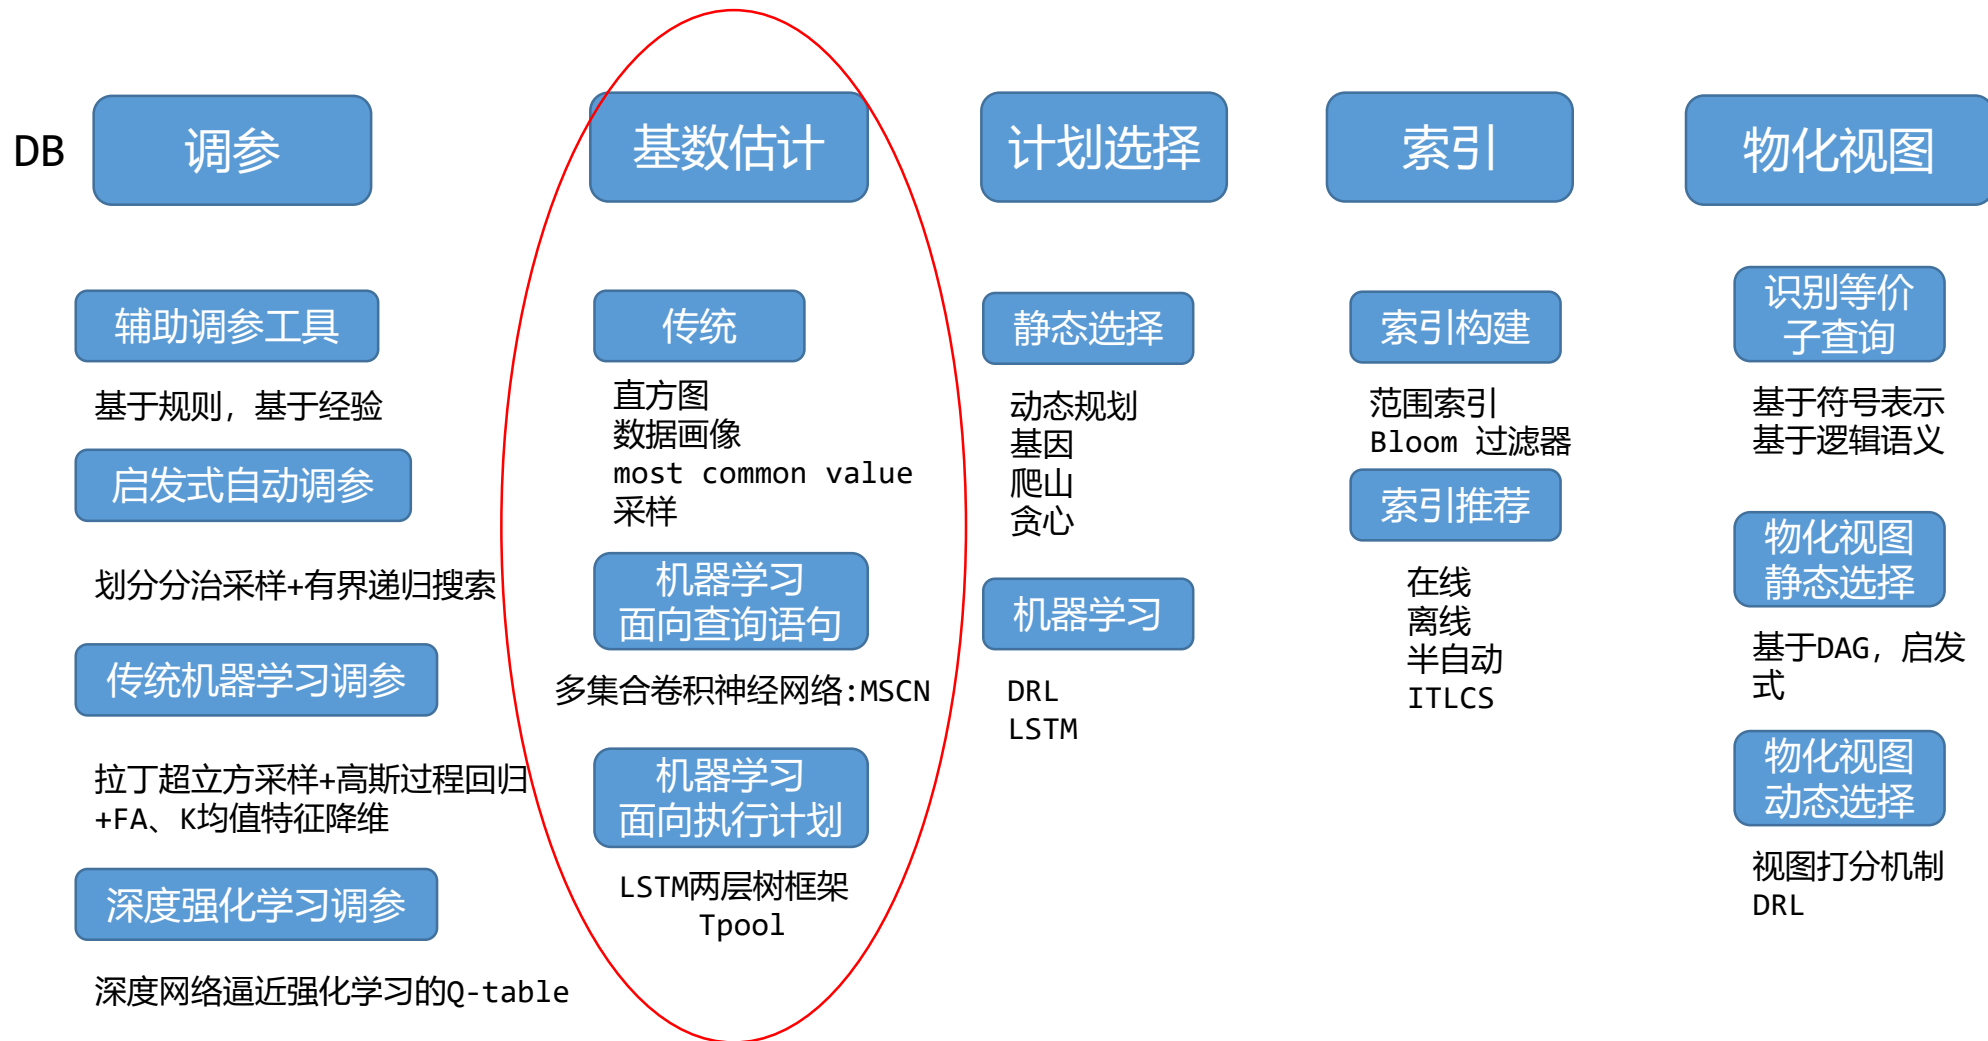 DB
调参
辅助调参工具
基于规则，基于经验
启发式自动调参
划分分治采样+有界递归搜索
传统机器学习调参
拉丁超立方采样+高斯过程回归
+FA、K均值特征降维
深度强化学习调参
深度网络逼近强化学习的Q-table
基数估计
传统
直方图
数据画像
most common value
采样
机器学习
面向查询语句
多集合卷积神经网络:MSCN
机器学习
面向执行计划
LSTM两层树框架
Tpool
计划选择
静态选择
动态规划
基因
爬山
贪心
机器学习
DRL
LSTM
索引
索引构建
范围索引
Bloom 过滤器
索引推荐
在线
离线
半自动
ITLCS
物化视图
识别等价
子查询
基于符号表示
基于逻辑语义
物化视图
静态选择
基于DAG，启发
式
物化视图
动态选择
视图打分机制
DRL